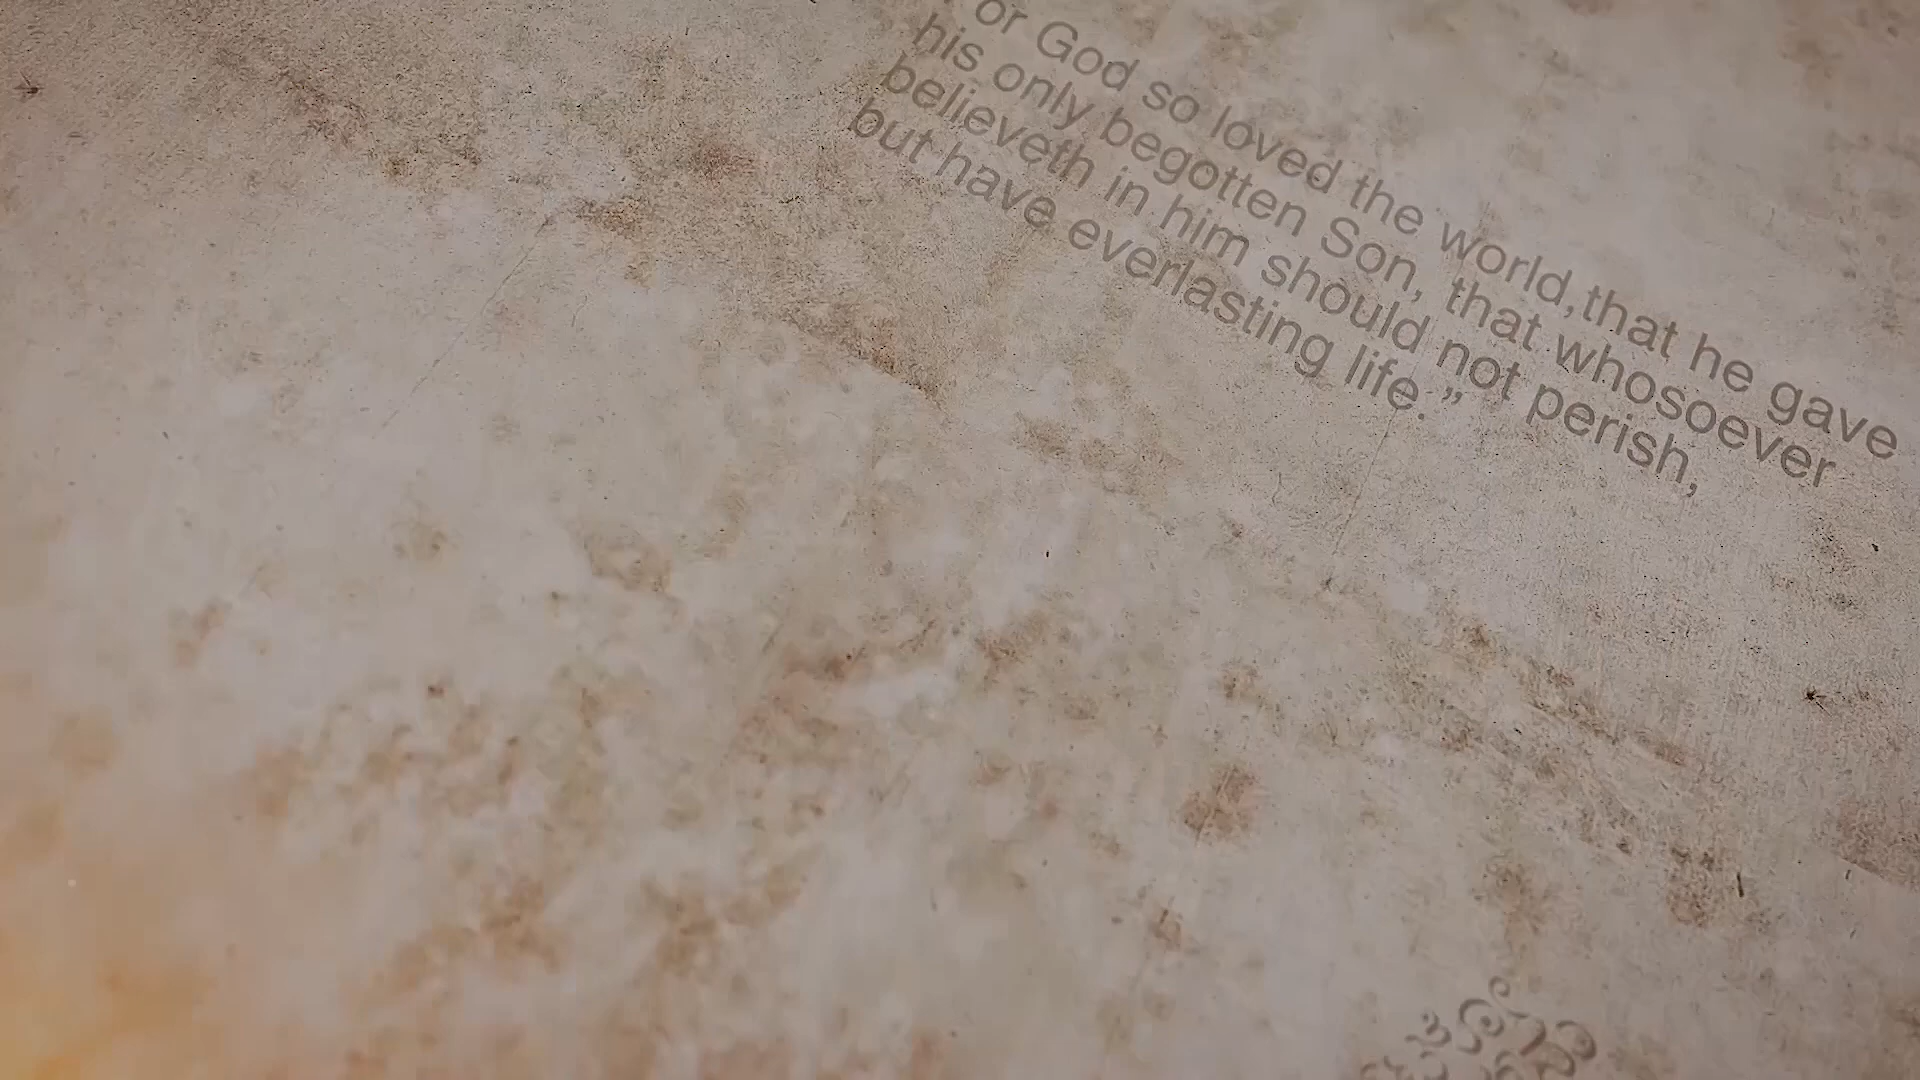 or God so loved the world,that he gave
his only begotten Son, that whosoever
believeth in him should not perish,
but have everlasting life.”